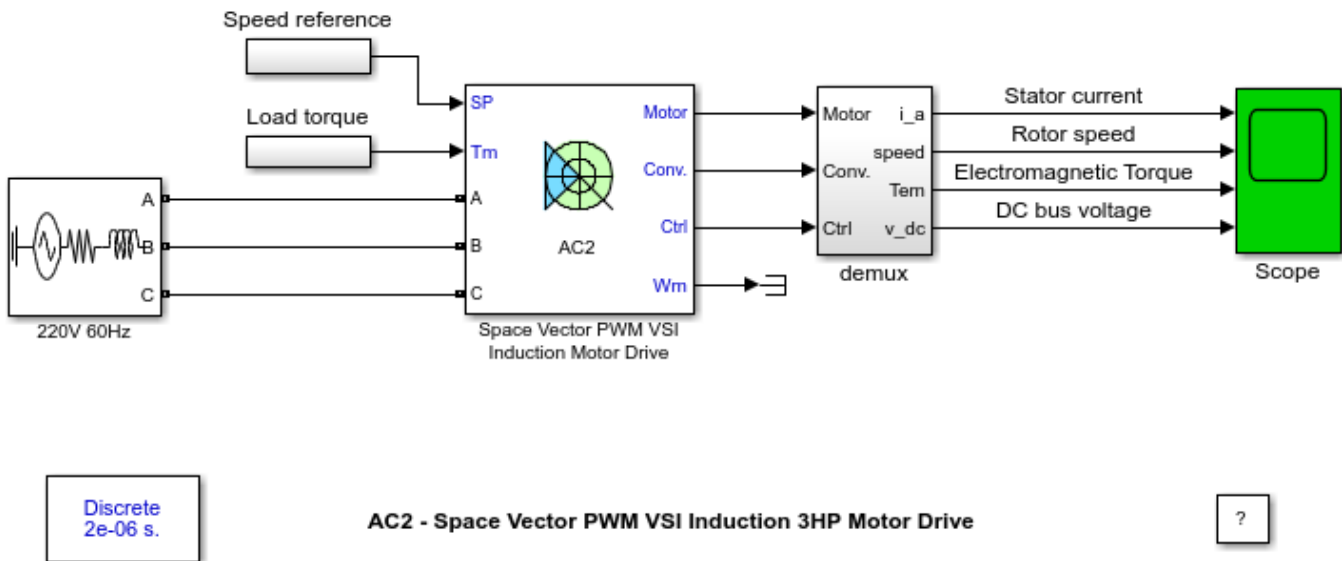 Speed reference
Load torque
SP
Tm
A
B
C
Motor
Conv.
Ctrl
Wm
AC2
Space Vector PWM VSI
Induction Motor Drive
A
B
C
220V 60Hz
Motor
Conv.
Ctrl
i_a
speed
Tem
v_dc
demux
Stator current
Rotor speed
Electromagnetic Torque
DC bus voltage
Scope
Discrete
2e-06 s.
AC2 - Space Vector PWM VSI Induction 3HP Motor Drive
?